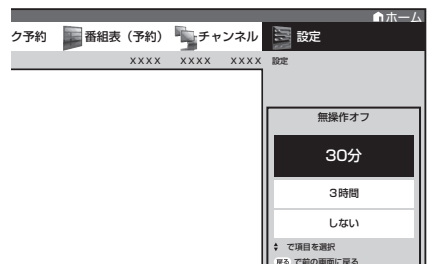 ホーム
ク予約 番組表（予約） チャンネル 設定
XXXX XXXX XXXX 設定
無操作オフ
30分
3時間
しない
で項目を選択
戻る で前の画面に戻る